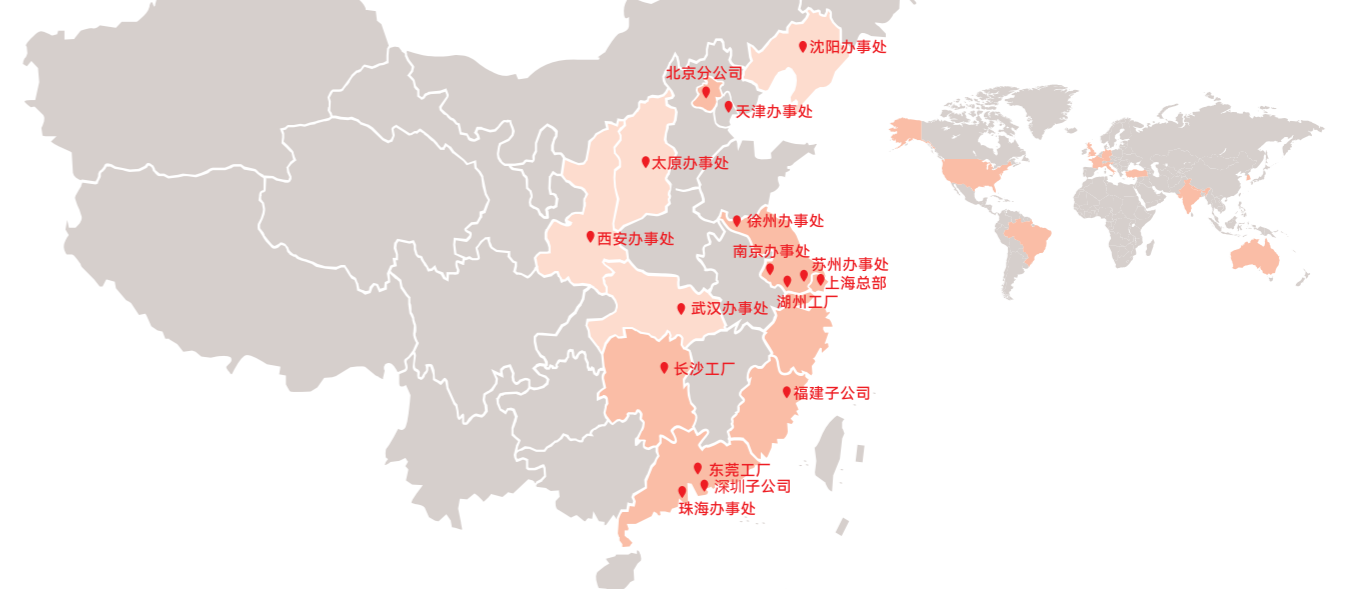 沈阳办事处
北京分公司
天津办事处
太原办事处
徐州办事处
西安办事处
南京办事处
苏州办事处
上海总部
湖州工厂
武汉办事处
长沙工厂
福建子公司
东莞工厂
深圳子公司
珠海办事处